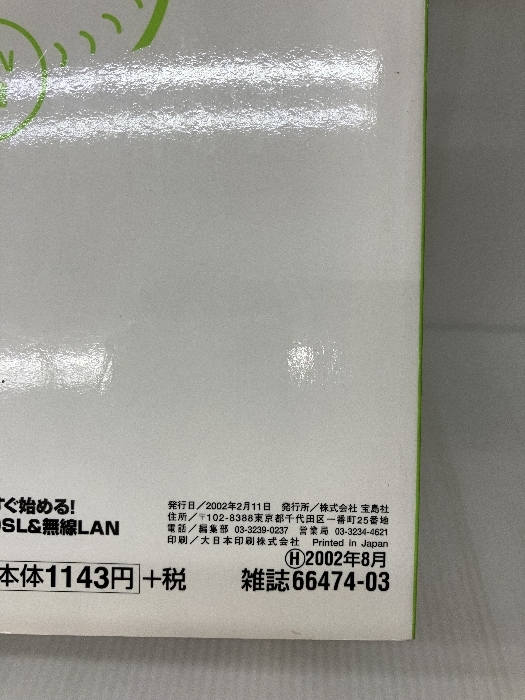 すぐ始める!
DSL&無線LAN
本体1143円+税
発行日/2002年2月11日 発行所/株式会社 宝島社
住所/〒102-8388東京都千代田区一番町25番地
電話/編集部 03-3239-0237 営業局 03-3234-4621
印刷/大日本印刷株式会社 Printed in Japan
Ⓗ2002年8月
雑誌66474-03